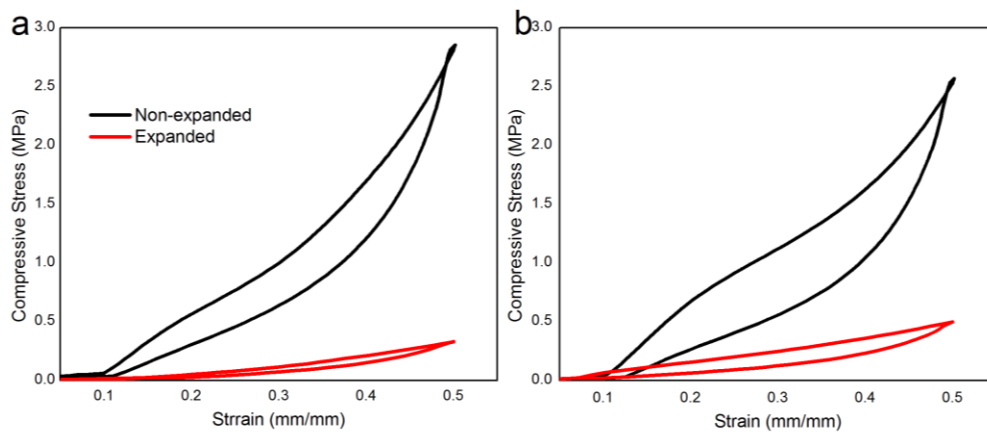 a
3.0
2.5
2.0
1.5
1.0
0.5
0.0
Compressive Stress (MPa)
Non-expanded
Expanded
0.1 0.2 0.3 0.4 0.5
Strrain (mm/mm)
b
3.0
2.5
2.0
1.5
1.0
0.5
0.0
Compressive Stress (MPa)
0.1 0.2 0.3 0.4 0.5
Strain (mm/mm)